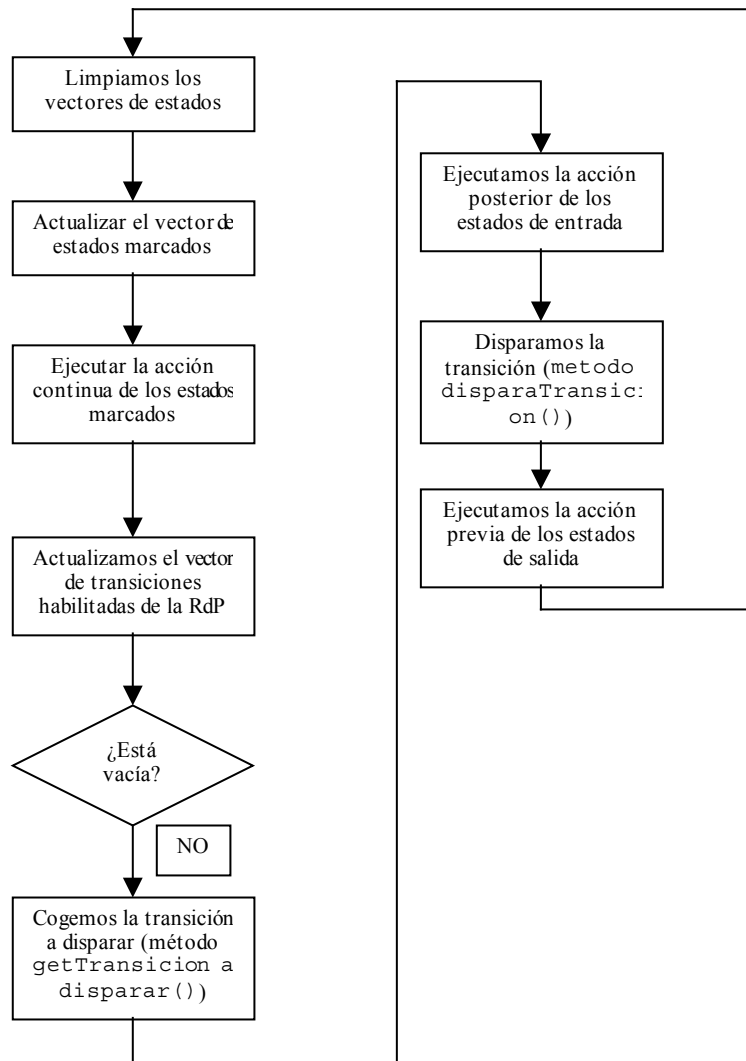 Limpiamos los
vectores de estados
Actualizar el vector de
estados marcados
Ejecutar la acción
continua de los estados
marcados
Actualizamos el vector
de transiciones
habilitadas de la RdP
¿Está
vacía?
NO
Cogemos la transición
a disparar (método
getTransicion a
disparar())
Ejecutamos la acción
posterior de los
estados de entrada
Disparamos la
transición (metodo
disparaTransici
on())
Ejecutamos la acción
previa de los estados
de salida